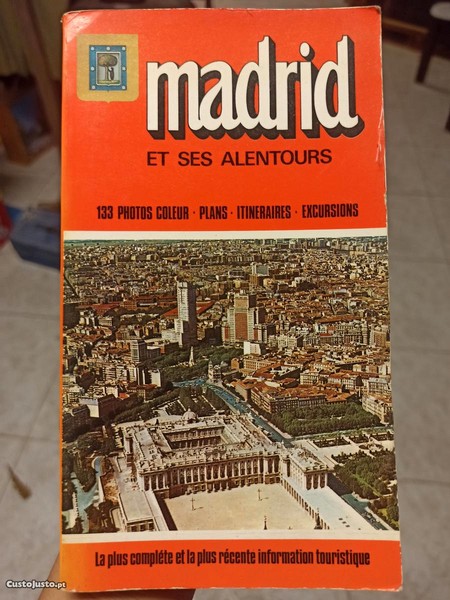 madrid
ET SES ALENTOURS
133 PHOTOS COLEUR · PLANS · ITINERAIRES · EXCURSIONS
La plus complète et la plus récente information touristique
CustoJusto.pt